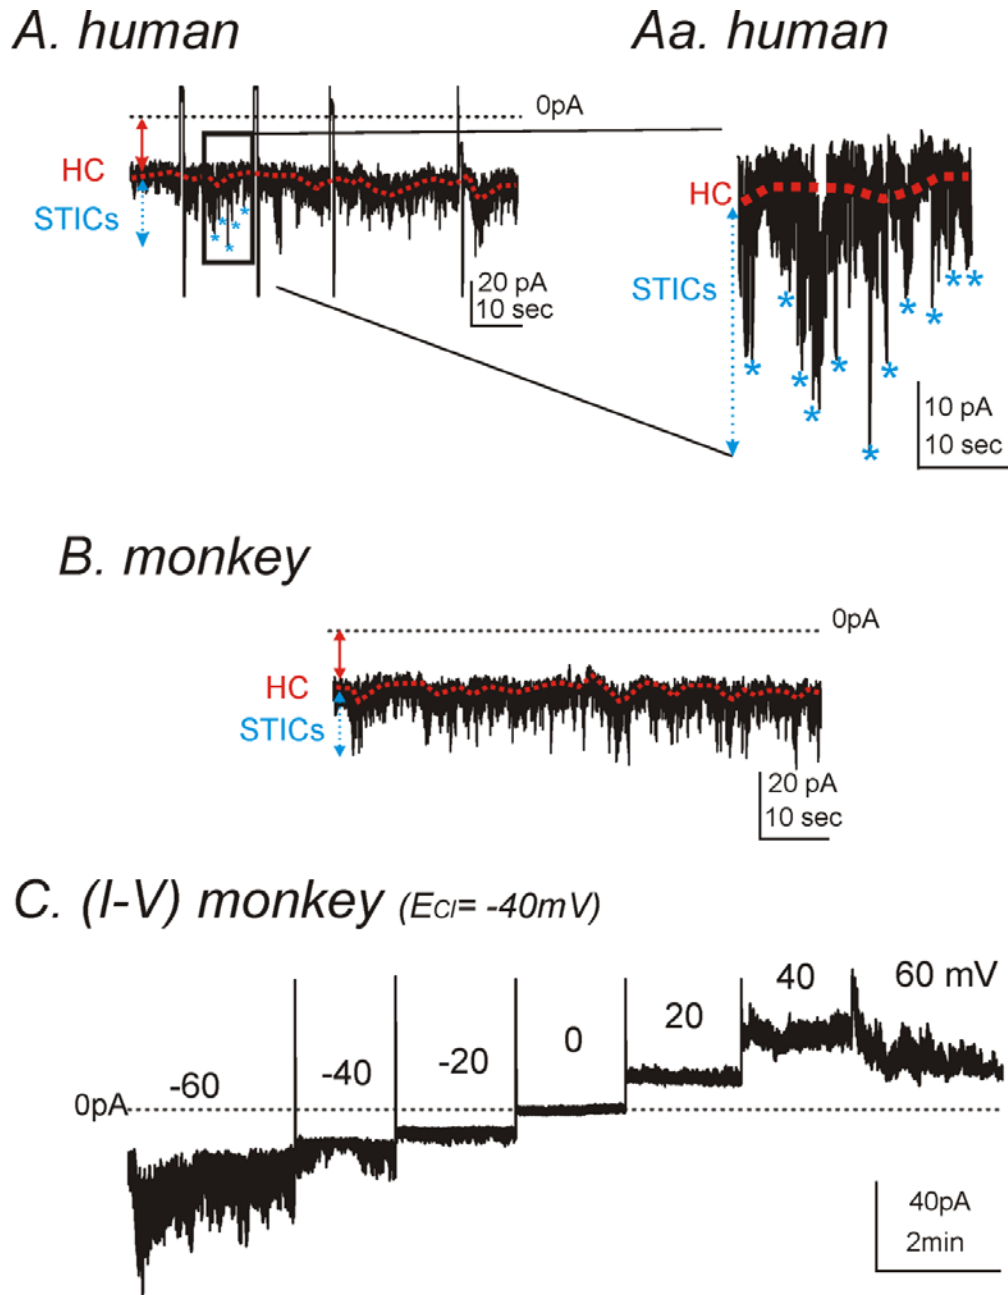 A. human
Aa. human
0pA
HC
STICs
20 pA
10 sec
HC
STICs
10 pA
10 sec
B. monkey
0pA
HC
STICs
20 pA
10 sec
C. (I-V) monkey (ECl= -40mV)
-60
-40
-20
0
20
40
60 mV
0pA
40pA
2min